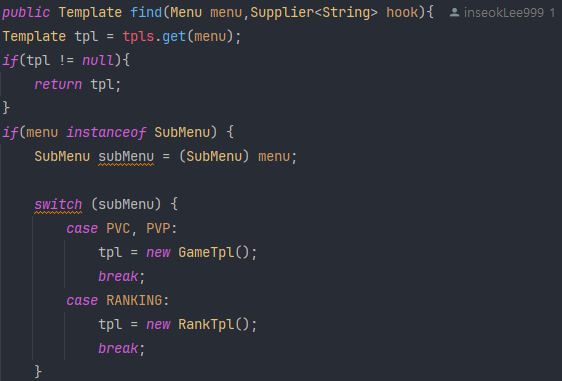 public Template find(Menu menu,Supplier<String> hook){ inseokLee999 1
Template tpl = tpls.get(menu);
if(tpl != null){
return tpl;
}
if(menu instanceof SubMenu) {
SubMenu subMenu = (SubMenu) menu;
switch (subMenu) {
case PVC, PVP:
tpl = new GameTpl();
break;
case RANKING:
tpl = new RankTpl();
break;
}